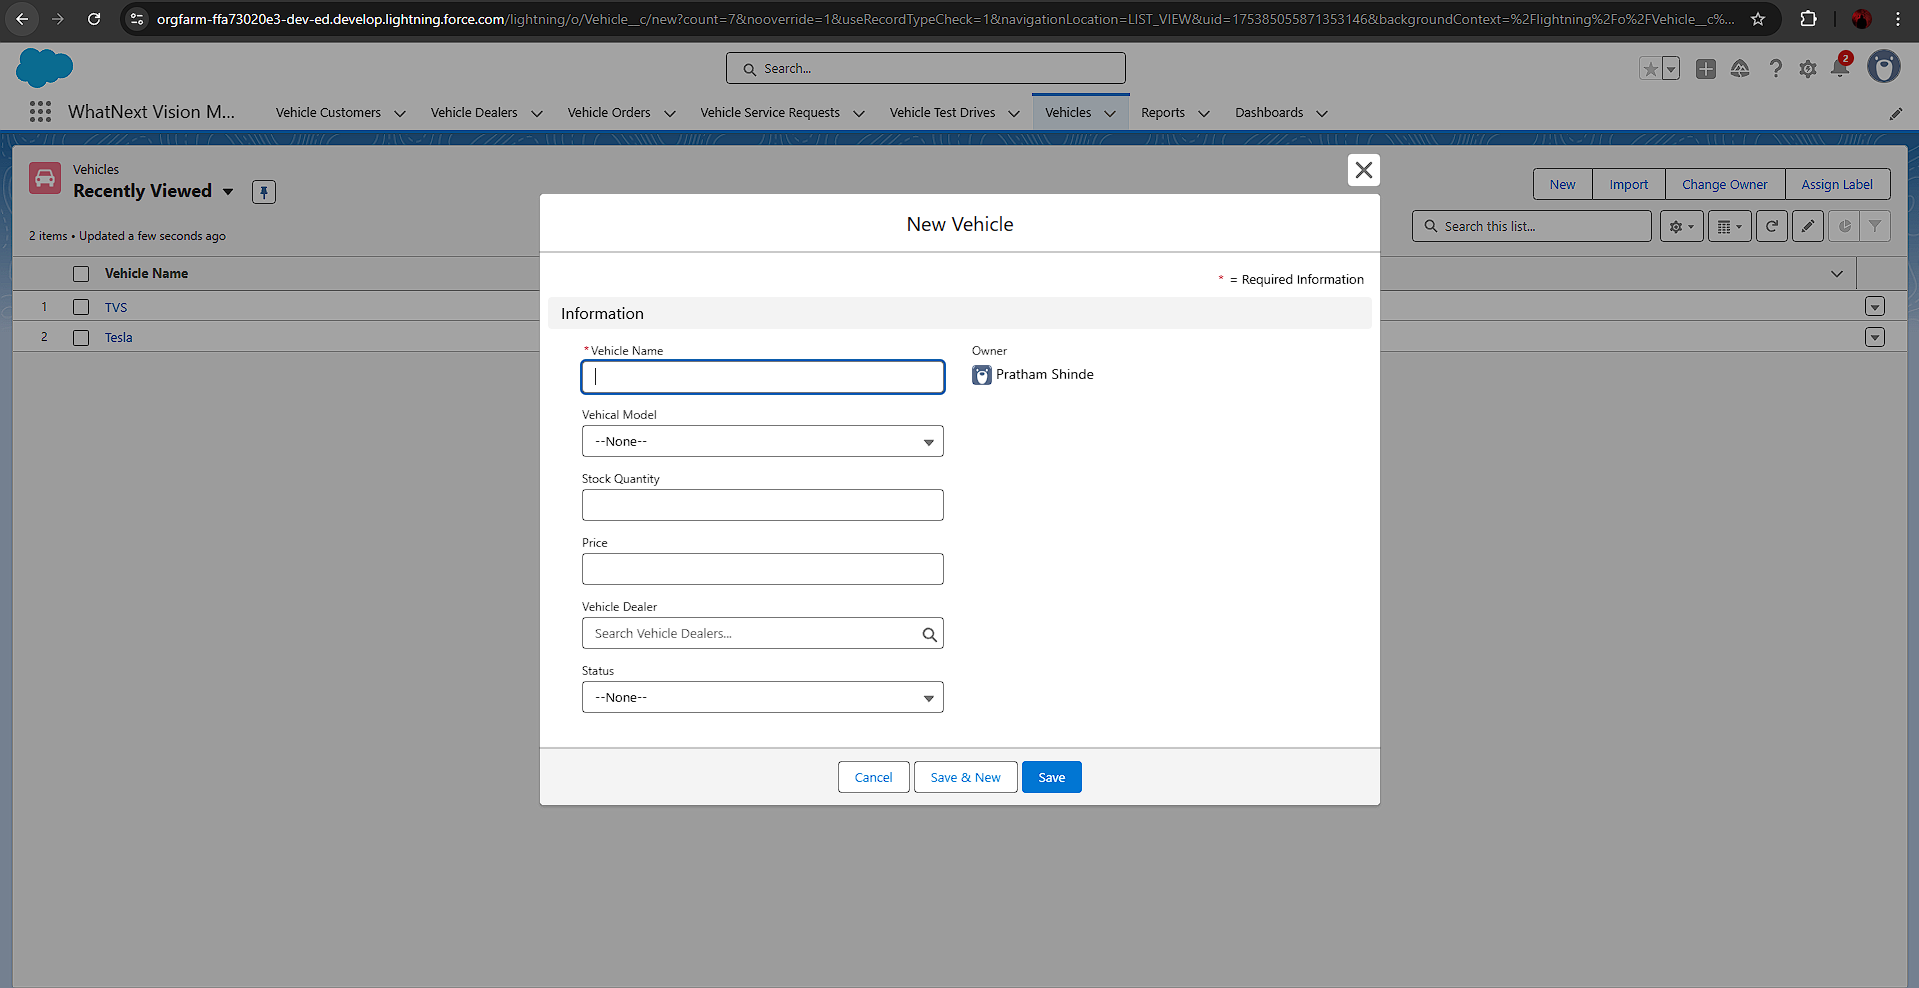 orgfarm-ffa73020e3-dev-ed.develop.lightning.force.com/lightning/o/Vehicle__c/new?count=7&nooverride=1&useRecordTypeCheck=1&navigationLocation=LIST_VIEW&uid=175385055871353146&backgroundContext=%2Flightning%2Fo%2FVehicle__c%...
Search...
2
WhatNext Vision M...
Vehicle Customers
Vehicle Dealers
Vehicle Orders
Vehicle Service Requests
Vehicle Test Drives
Vehicles
Reports
Dashboards
Vehicles
Recently Viewed
New
Import
Change Owner
Assign Label
2 items • Updated a few seconds ago
Search this list...
Vehicle Name
1 TVS
2 Tesla
New Vehicle
* = Required Information
Information
*Vehicle Name
Owner
Pratham Shinde
Vehical Model
--None--
Stock Quantity
Price
Vehicle Dealer
Search Vehicle Dealers...
Status
--None--
Cancel
Save & New
Save